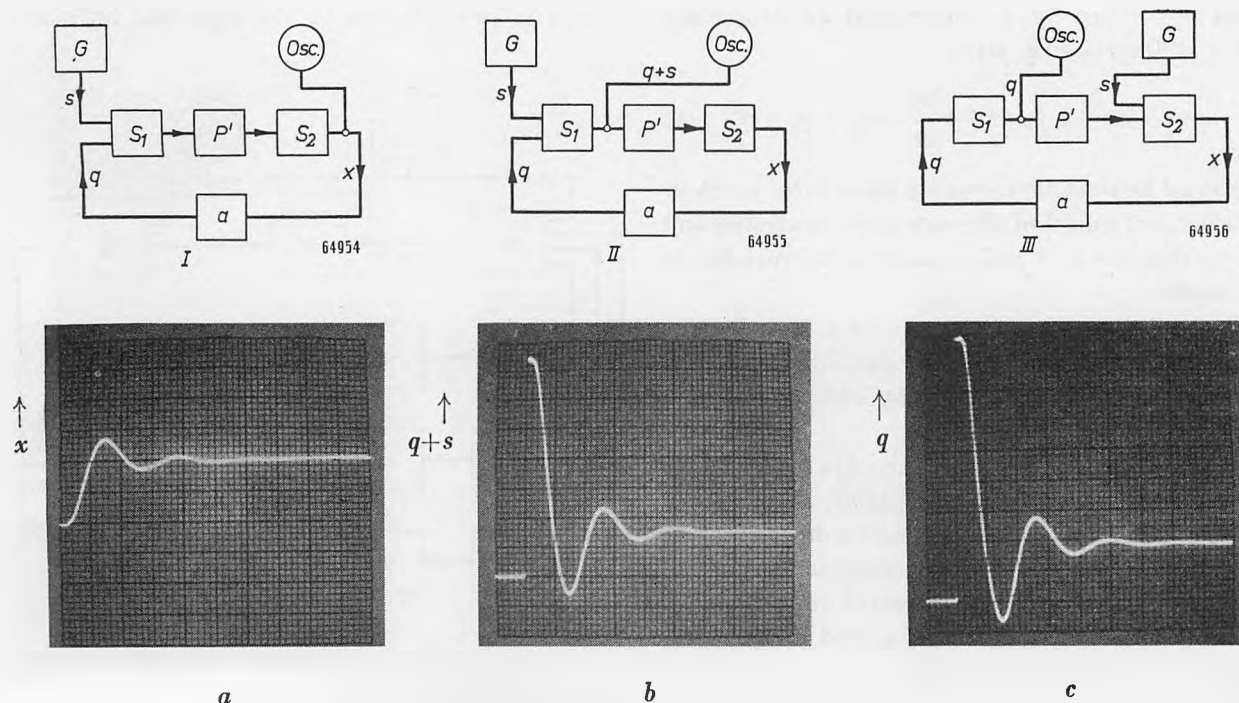 G
Osc.
s
S1
P'
S2
q
x
a
64954
I
G
Osc.
q+s
s
S1
P'
S2
q
x
a
64955
II
Osc.
G
q
s
S1
P'
S2
q
x
a
64956
III
↑
x
↑
q+s
↑
q
a
b
c